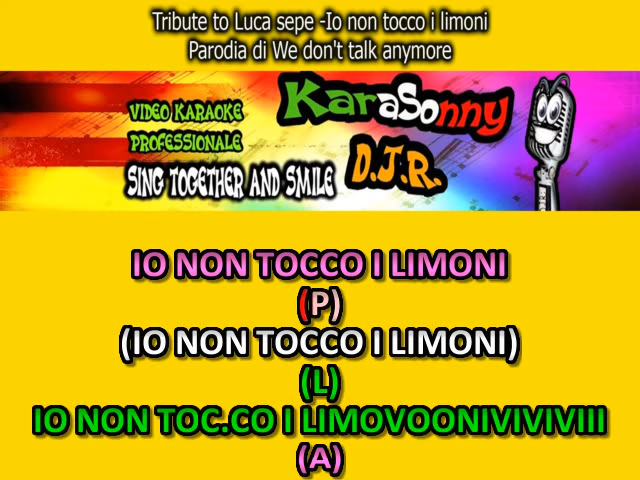 Tribute to Luca sepe -Io non tocco i limoni
Parodia di We don't talk anymore
VIDEO KARAOKE
PROFESSIONALE
SING TOGETHER AND SMILE
KaraSonny
D.J.R.
IO NON TOCCO I LIMONI
(P)
(IO NON TOCCO I LIMONI)
(L)
IO NON TOC.CO I LIMOVOONIVIVIVIII
(A)